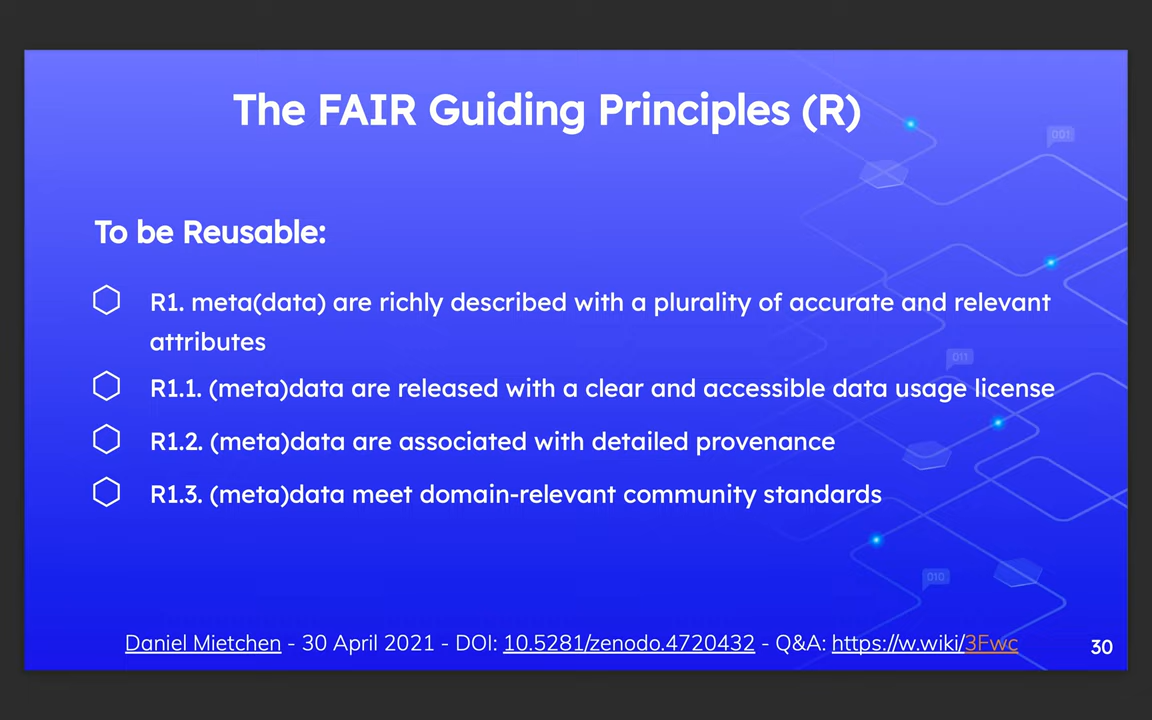 The FAIR Guiding Principles (R)
001
To be Reusable:
R1. meta(data) are richly described with a plurality of accurate and relevant
attributes
011
R1.1. (meta)data are released with a clear and accessible data usage license
R1.2. (meta)data are associated with detailed provenance
R1.3. (meta)data meet domain-relevant community standards
010
Daniel Mietchen - 30 April 2021 - DOI: 10.5281/zenodo.4720432 - Q&A: https://w.wiki/3Fwc
30